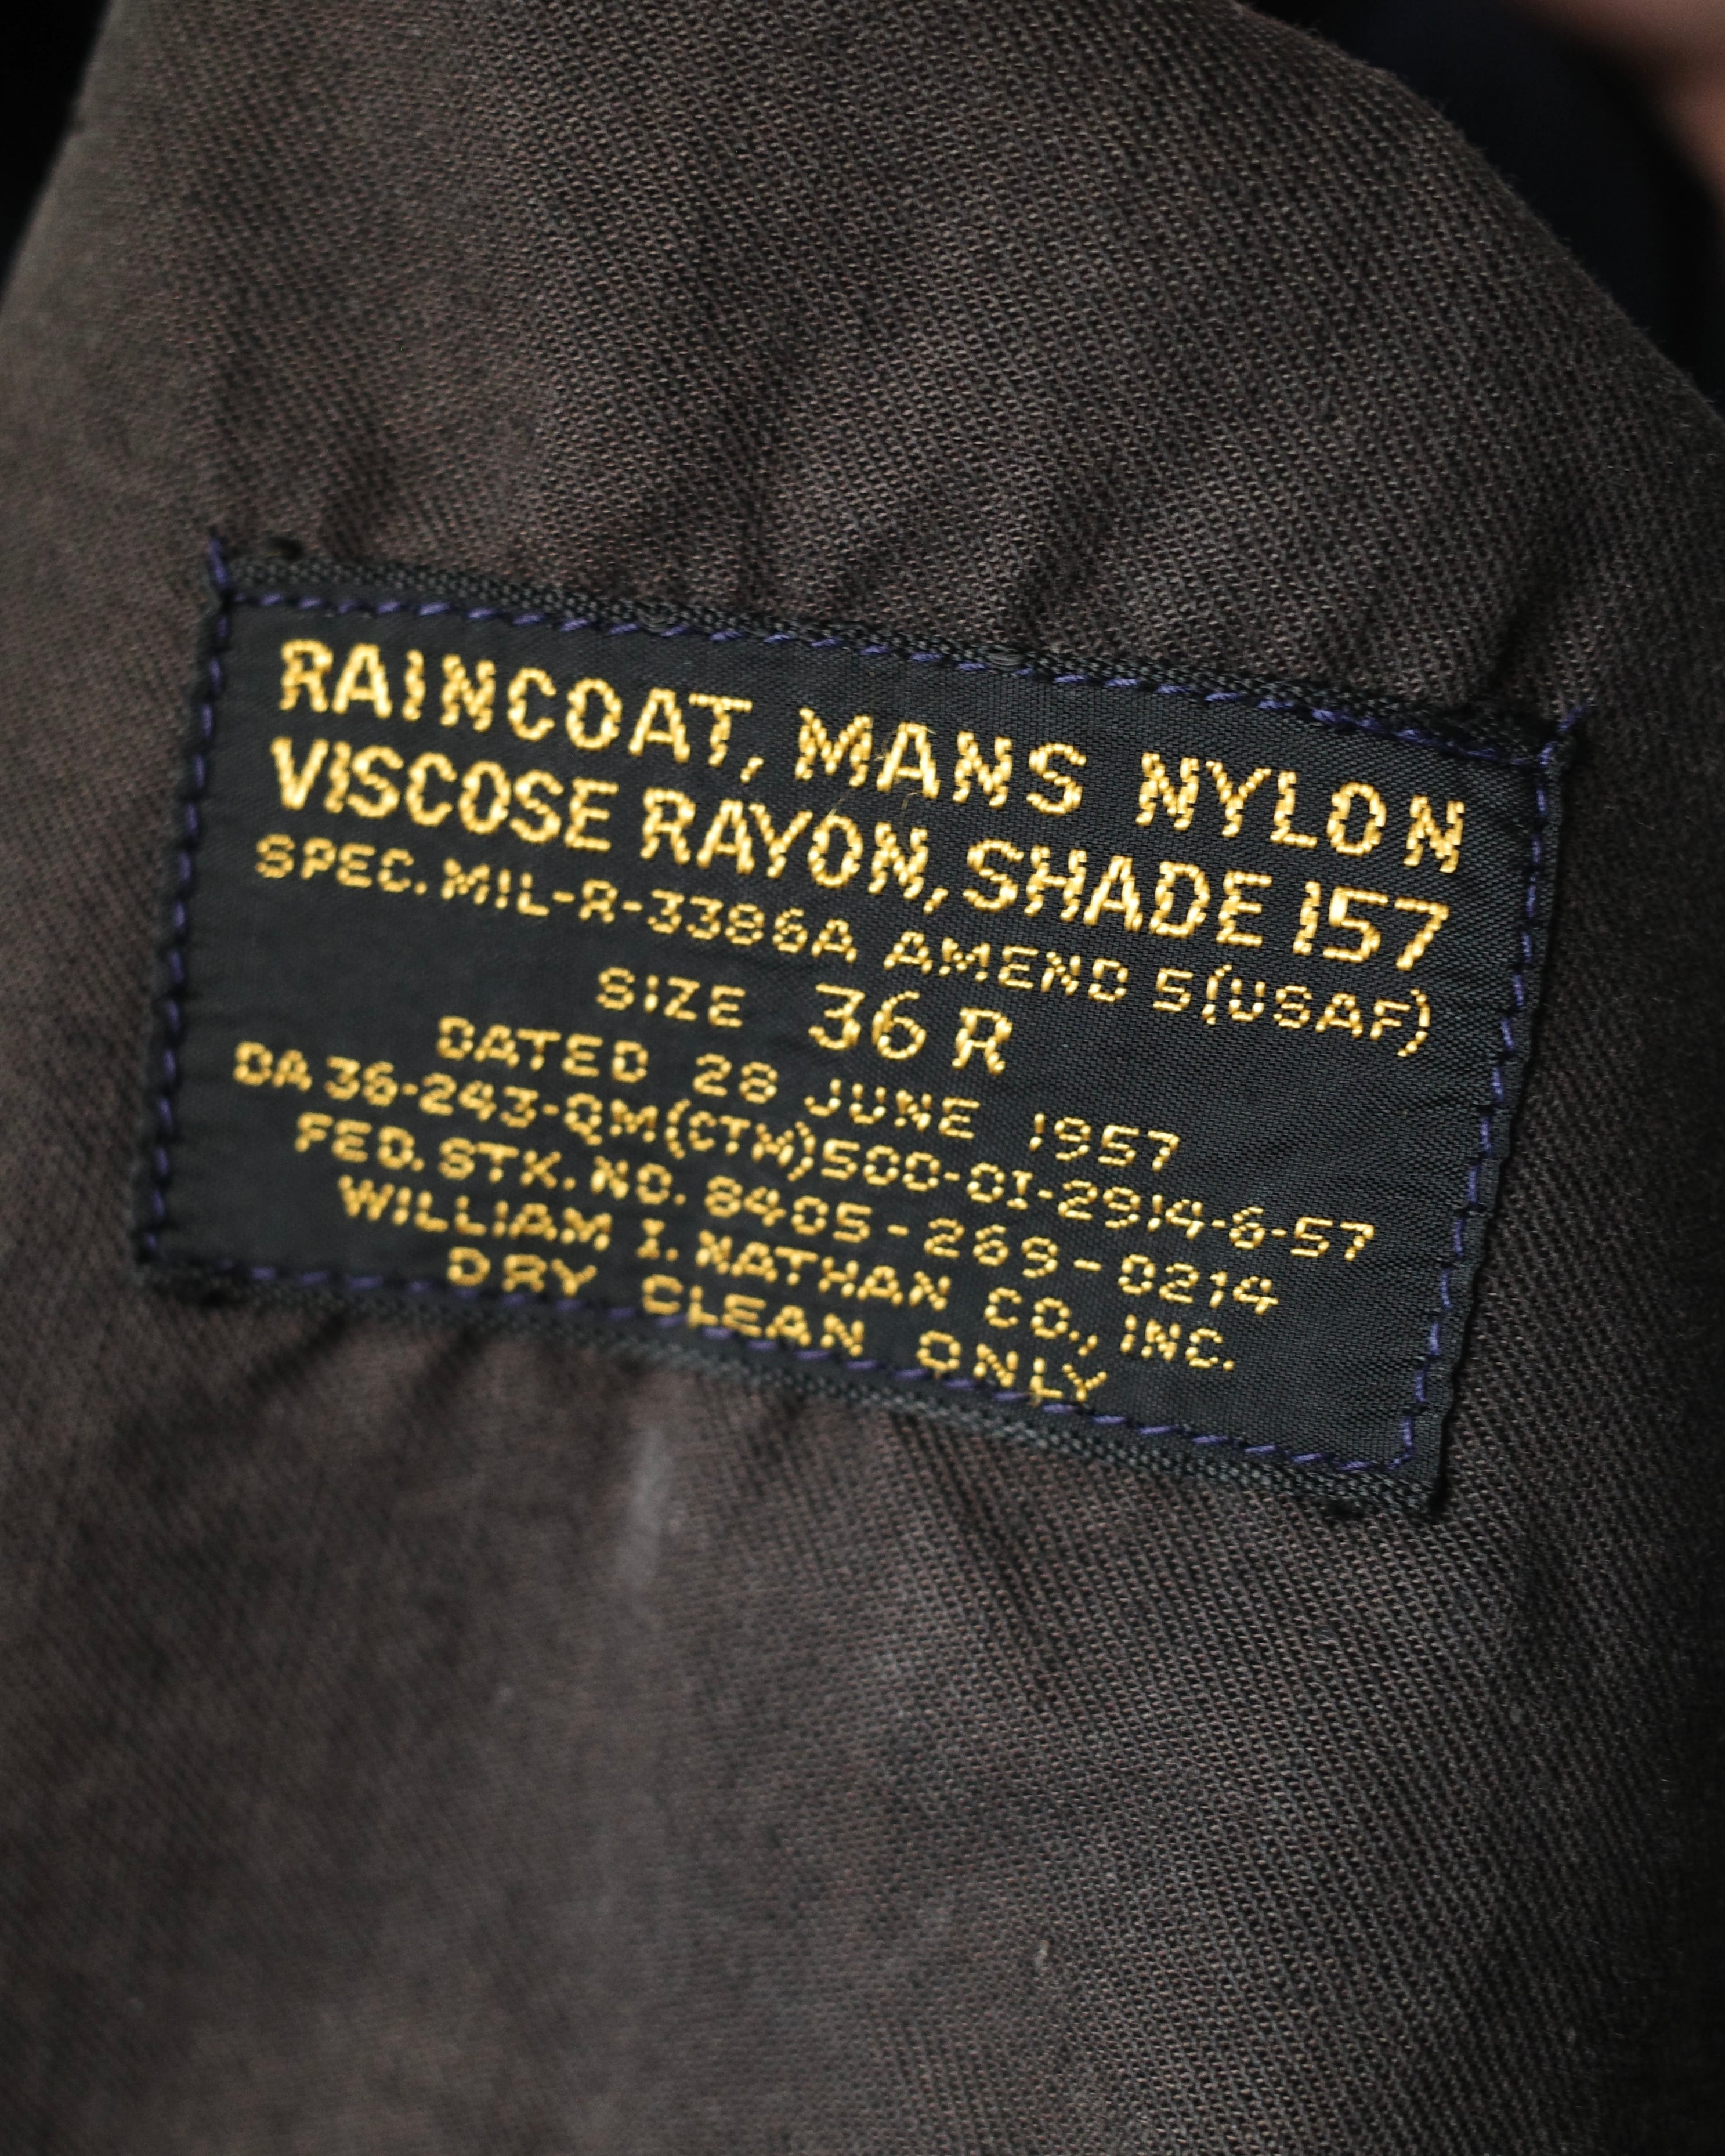 RAINCOAT, MANS NYLON
VISCOSE RAYON, SHADE 157
SPEC. MIL-R-3386A AMEND 5(USAF)
SIZE 36 R
DATED 28 JUNE 1957
DA 36-243-QM(CTM)500-OI-2914-6-57
FED. STK. NO. 8405-269-0214
WILLIAM I. NATHAN CO., INC.
DRY CLEAN ONLY